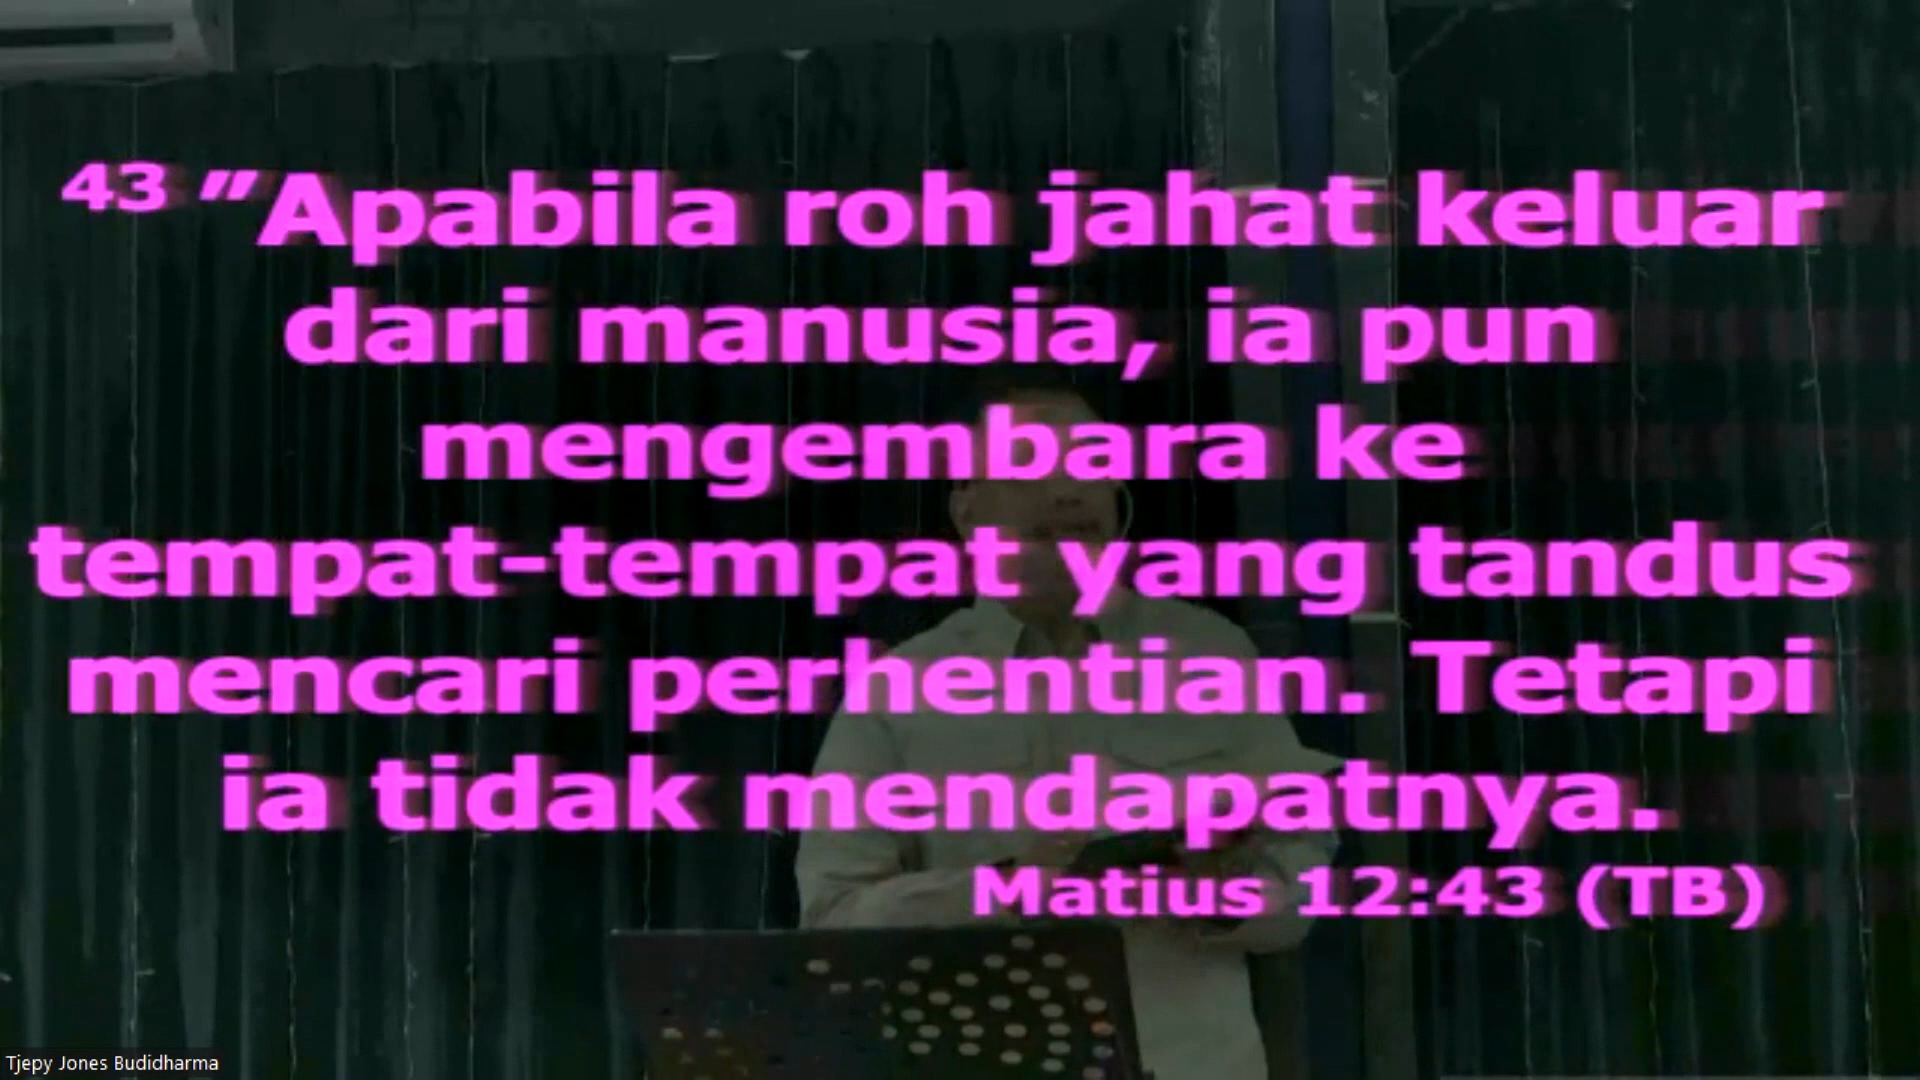 43 "Apabila roh jahat keluar
dari manusia, ia pun
mengembara ke
tempat-tempat yang tandus
mencari perhentian. Tetapi
ia tidak mendapatnya.
Matius 12:43 (TB)
Tjepy Jones Budidharma